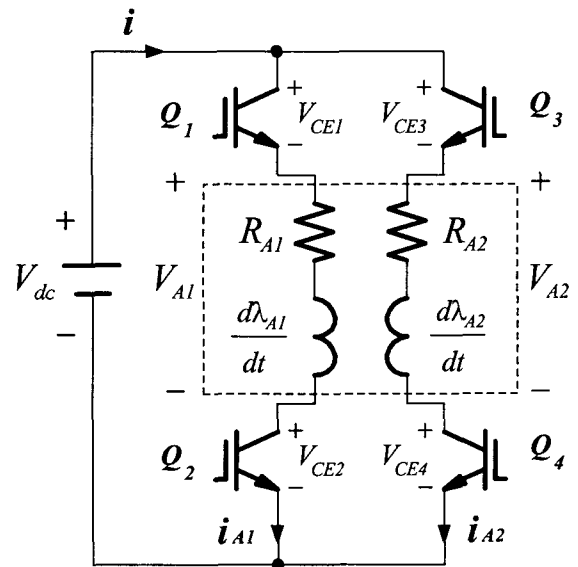 i
+ +
Q1 VCE1 VCE3 Q3
− −
+ +
+ RA1 RA2
Vdc VA1 VA2
dλA1/dt dλA2/dt
−
− −
+ +
Q2 VCE2 VCE4 Q4
− −
iA1 iA2